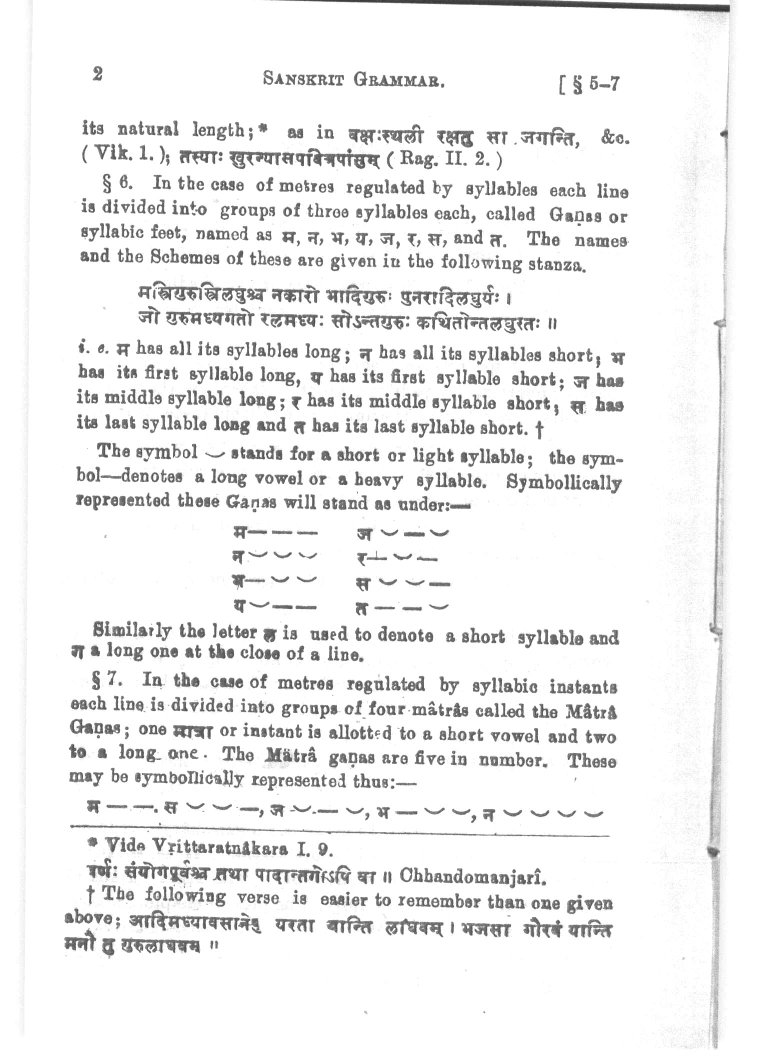 2 SANSKRIT GRAMMAR. [ § 5-7
its natural length;* as in वक्षःस्थली रक्षतु सा जगन्ति, &c.
( Vik. 1. ); तस्याः खुरन्यासपवित्रपांसुम् ( Rag. II. 2. )
§ 6. In the case of metres regulated by syllables each line
is divided into groups of three syllables each, called Gaṇas or
syllabic feet, named as म, न, भ, य, ज, र, स, and त. The names
and the Schemes of these are given in the following stanza.
मस्त्रिगुरुस्त्रिलघुश्च नकारो भादिगुरुः पुनरादिलघुर्यः ।
जो गुरुमध्यगतो रलमध्यः सोऽन्तगुरुः कथितोन्तलघुस्तः ॥
i. e. म has all its syllables long; न has all its syllables short; भ
has its first syllable long, य has its first syllable short; ज has
its middle syllable long; र has its middle syllable short; स has
its last syllable long and त has its last syllable short. †
The symbol ⏑ stands for a short or light syllable; the sym-
bol—denotes a long vowel or a heavy syllable. Symbollically
represented these Gaṇas will stand as under:—
म— — — ज ⏑ — ⏑
न⏑ ⏑ ⏑ र— ⏑ —
भ— ⏑ ⏑ स ⏑ ⏑ —
य⏑ — — त — — ⏑
Similarly the letter ल is used to denote a short syllable and
ग a long one at the close of a line.
§ 7. In the case of metres regulated by syllabic instants
each line is divided into groups of four mâtrâs called the Mâtrâ
Gaṇas; one मात्रा or instant is allotted to a short vowel and two
to a long one. The Mätrâ gaṇas are five in number. These
may be symbollically represented thus:—
म — —. स ⏑ ⏑ —, ज ⏑ — ⏑, भ — ⏑ ⏑, न ⏑ ⏑ ⏑ ⏑
* Vide Vṛittaratnâkara I. 9.
वर्णः संयोगपूर्वश्च तथा पादान्तगोऽपि वा ॥ Chhandomanjarî.
† The following verse is easier to remember than one given
above; आदिमध्यावसानेषु यरता यान्ति लाघवम् । भजसा गौरवं यान्ति
मनौ तु गुरुलाघवम् ॥